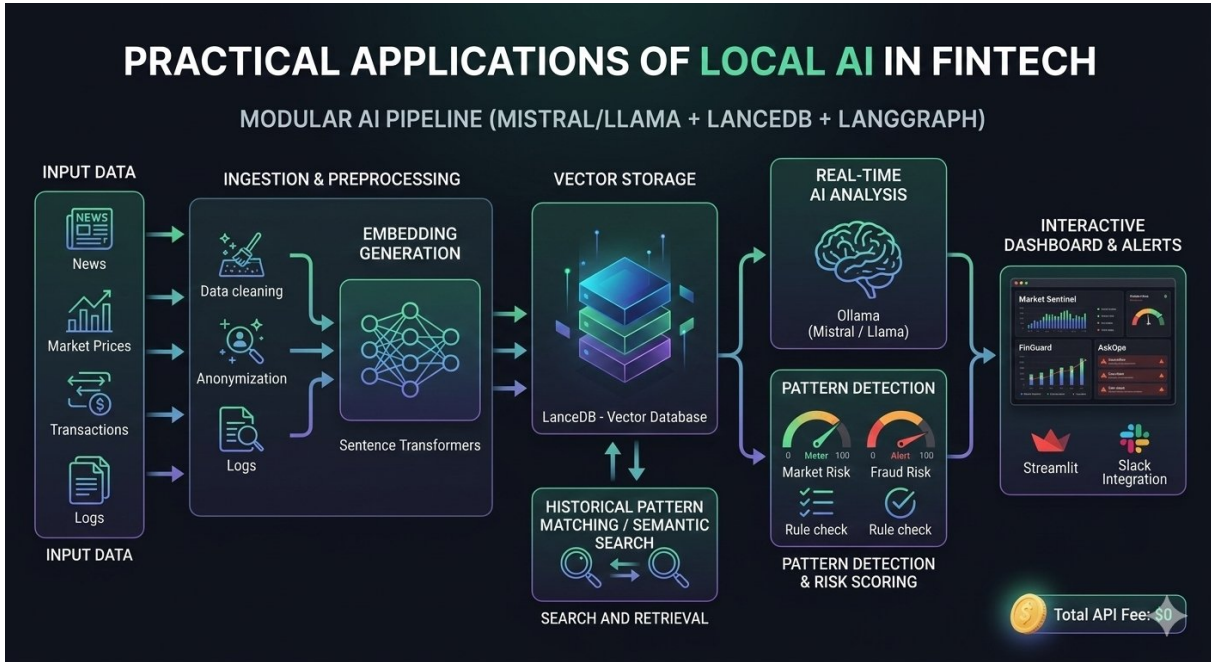 PRACTICAL APPLICATIONS OF LOCAL AI IN FINTECH
MODULAR AI PIPELINE (MISTRAL/LLAMA + LANCEDB + LANGGRAPH)
INPUT DATA
NEWS
News
Market Prices
Transactions
Logs
INPUT DATA
INGESTION & PREPROCESSING
Data cleaning
Anonymization
Logs
EMBEDDING
GENERATION
Sentence Transformers
VECTOR STORAGE
LanceDB - Vector Database
HISTORICAL PATTERN
MATCHING / SEMANTIC
SEARCH
SEARCH AND RETRIEVAL
REAL-TIME
AI ANALYSIS
Ollama
(Mistral / Llama)
PATTERN DETECTION
0 Meter 100
Market Risk
0 Alert 100
Fraud Risk
Rule check
Rule check
PATTERN DETECTION
& RISK SCORING
INTERACTIVE
DASHBOARD & ALERTS
Market Sentinel
FinGuard
AskOpe
Streamlit
Slack
Integration
Total API Fee: $0